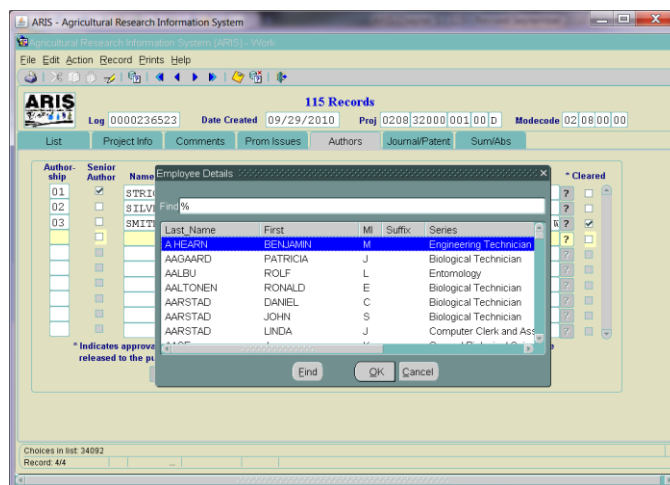 ARIS - Agricultural Research Information System
Agricultural Research Information System (ARIS) - Work
File Edit Action Record Prints Help
ARIS
115 Records
Log 0000236523 Date Created 09/29/2010 Proj 0208 32000 001 00 D Modecode 02 08 00 00
List Project Info Comments Prom Issues Authors Journal/Patent Sum/Abs
Author-ship Senior Author Name * Cleared
Employee Details
01 STRIC ?
02 SILV ?
03 SMITH ?
?
Find %
Last_Name First MI Suffix Series
A HEARN BENJAMIN M Engineering Technician
AAGAARD PATRICIA J Biological Technician
AALBU ROLF L Entomology
AALTONEN RONALD E Biological Technician
AARSTAD DANIEL C Biological Technician
AARSTAD JOHN S Biological Technician
AARSTAD LINDA J Computer Clerk and Ass
* Indicates approva
released to the pu
Find OK Cancel
Choices in list: 34092
Record: 4/4 ...